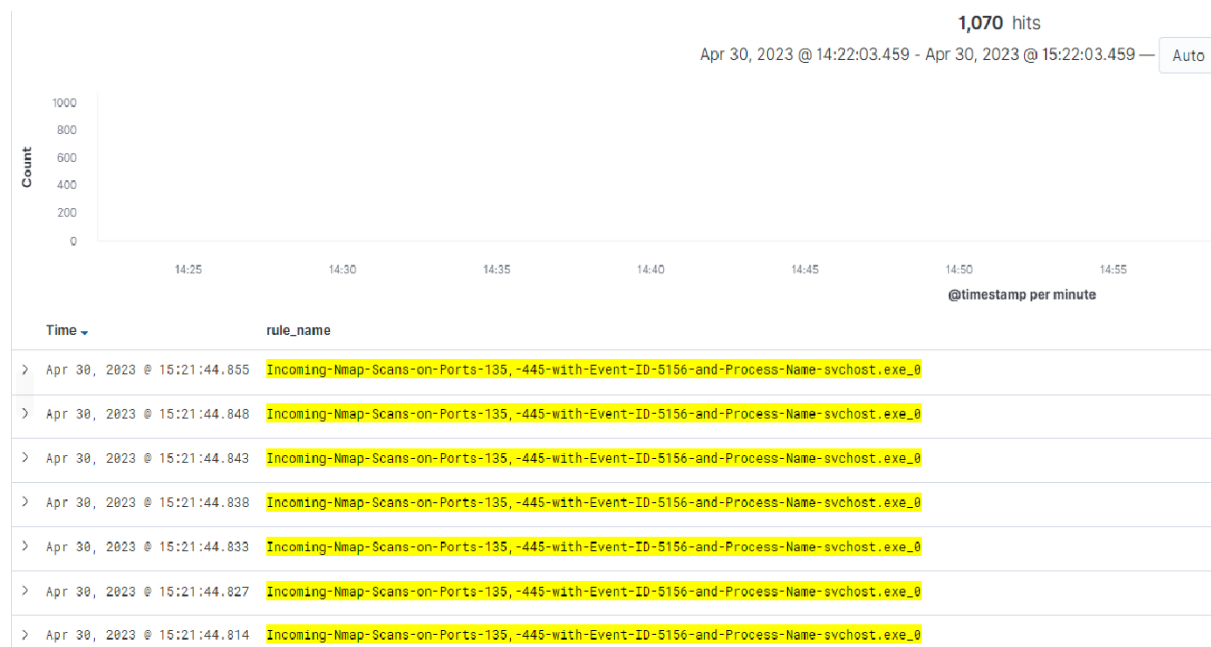 1,070 hits
Apr 30, 2023 @ 14:22:03.459 - Apr 30, 2023 @ 15:22:03.459 — Auto
Count
1000
800
600
400
200
0
14:25 14:30 14:35 14:40 14:45 14:50 14:55
@timestamp per minute
Time rule_name
Apr 30, 2023 @ 15:21:44.855 Incoming-Nmap-Scans-on-Ports-135,-445-with-Event-ID-5156-and-Process-Name-svchost.exe_0
Apr 30, 2023 @ 15:21:44.848 Incoming-Nmap-Scans-on-Ports-135,-445-with-Event-ID-5156-and-Process-Name-svchost.exe_0
Apr 30, 2023 @ 15:21:44.843 Incoming-Nmap-Scans-on-Ports-135,-445-with-Event-ID-5156-and-Process-Name-svchost.exe_0
Apr 30, 2023 @ 15:21:44.838 Incoming-Nmap-Scans-on-Ports-135,-445-with-Event-ID-5156-and-Process-Name-svchost.exe_0
Apr 30, 2023 @ 15:21:44.833 Incoming-Nmap-Scans-on-Ports-135,-445-with-Event-ID-5156-and-Process-Name-svchost.exe_0
Apr 30, 2023 @ 15:21:44.827 Incoming-Nmap-Scans-on-Ports-135,-445-with-Event-ID-5156-and-Process-Name-svchost.exe_0
Apr 30, 2023 @ 15:21:44.814 Incoming-Nmap-Scans-on-Ports-135,-445-with-Event-ID-5156-and-Process-Name-svchost.exe_0